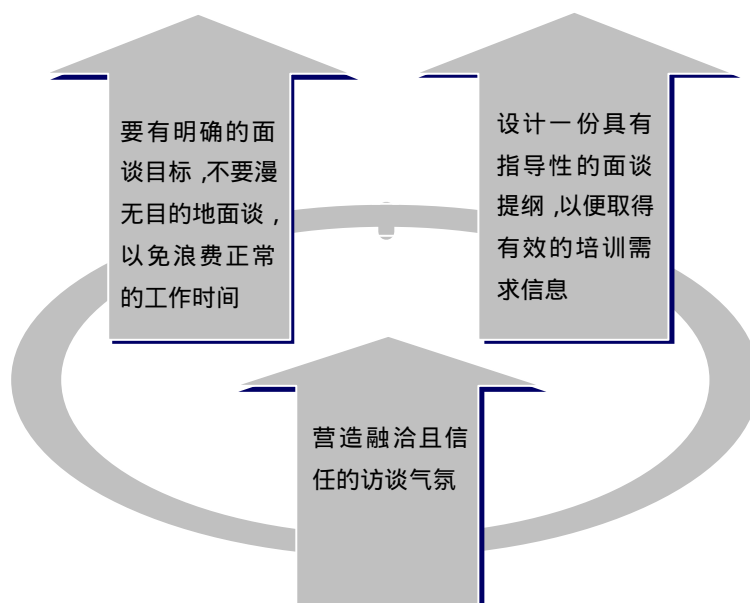 要有明确的面
谈目标,不要漫
无目的地面谈,
以免浪费正常
的工作时间
设计一份具有
指导性的面谈
提纲,以便取得
有效的培训需
求信息
营造融洽且信
任的访谈气氛